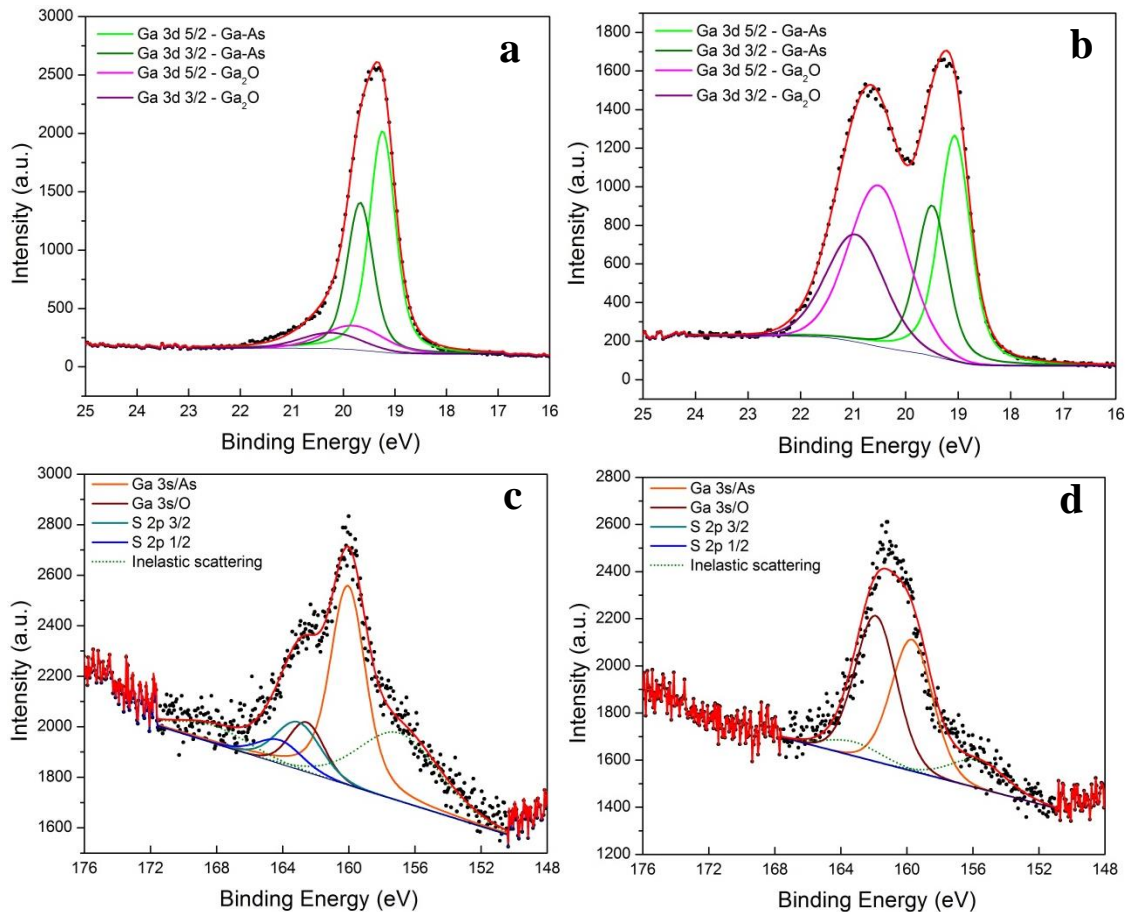 a
Ga 3d 5/2 - Ga-As
Ga 3d 3/2 - Ga-As
Ga 3d 5/2 - Ga₂O
Ga 3d 3/2 - Ga₂O
Intensity (a.u.)
3000
2500
2000
1500
1000
500
0
25 24 23 22 21 20 19 18 17 16
Binding Energy (eV)
b
Ga 3d 5/2 - Ga-As
Ga 3d 3/2 - Ga-As
Ga 3d 5/2 - Ga₂O
Ga 3d 3/2 - Ga₂O
Intensity (a.u.)
1800
1600
1400
1200
1000
800
600
400
200
0
25 24 23 22 21 20 19 18 17 16
Binding Energy (eV)
c
Ga 3s/As
Ga 3s/O
S 2p 3/2
S 2p 1/2
Inelastic scattering
Intensity (a.u.)
3000
2800
2600
2400
2200
2000
1800
1600
176 172 168 164 160 156 152 148
Binding Energy (eV)
d
Ga 3s/As
Ga 3s/O
S 2p 3/2
S 2p 1/2
Inelastic scattering
Intensity (a.u.)
2800
2600
2400
2200
2000
1800
1600
1400
1200
176 172 168 164 160 156 152 148
Binding Energy (eV)